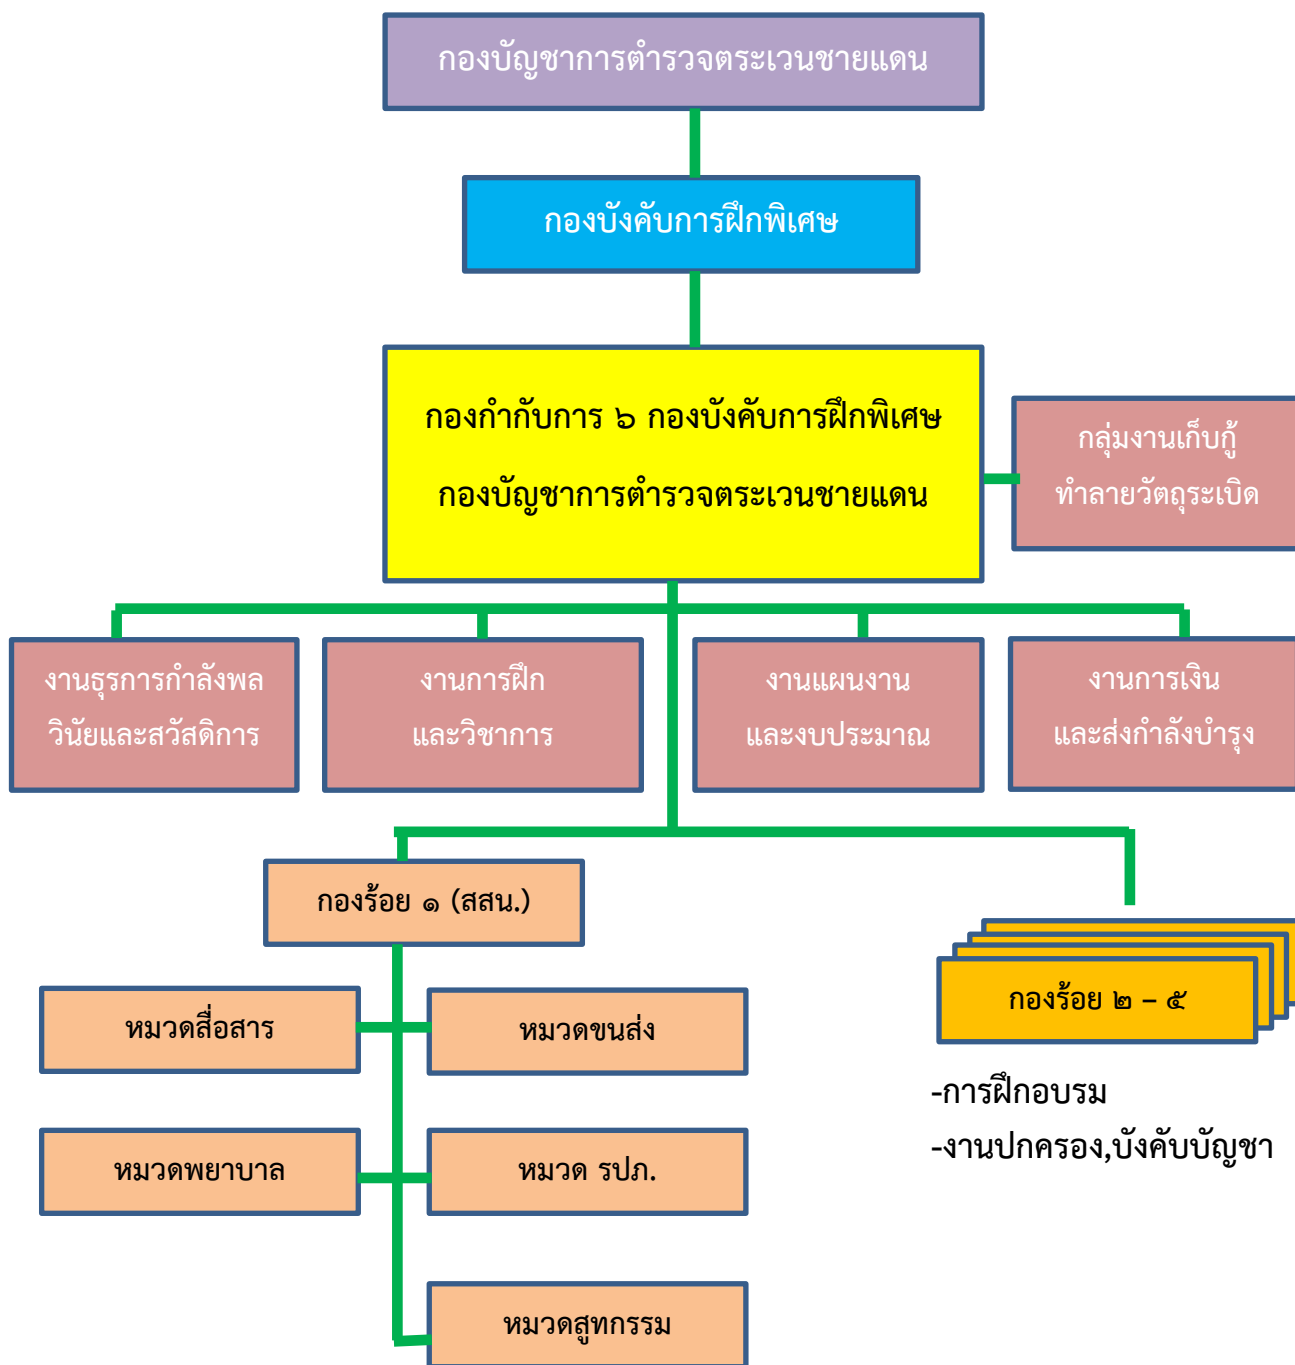 กองบัญชาการตำรวจตระเวนชายแดน
กองบังคับการฝึกพิเศษ
กองกำกับการ ๖ กองบังคับการฝึกพิเศษ
กองบัญชาการตำรวจตระเวนชายแดน
กลุ่มงานเก็บกู้
ทำลายวัตถุระเบิด
งานธุรการกำลังพล
วินัยและสวัสดิการ
งานการฝึก
และวิชาการ
งานแผนงาน
และงบประมาณ
งานการเงิน
และส่งกำลังบำรุง
กองร้อย ๑ (สสน.)
หมวดสื่อสาร
หมวดขนส่ง
หมวดพยาบาล
หมวด รปภ.
หมวดสูทกรรม
กองร้อย ๒ – ๕
-การฝึกอบรม
-งานปกครอง,บังคับบัญชา